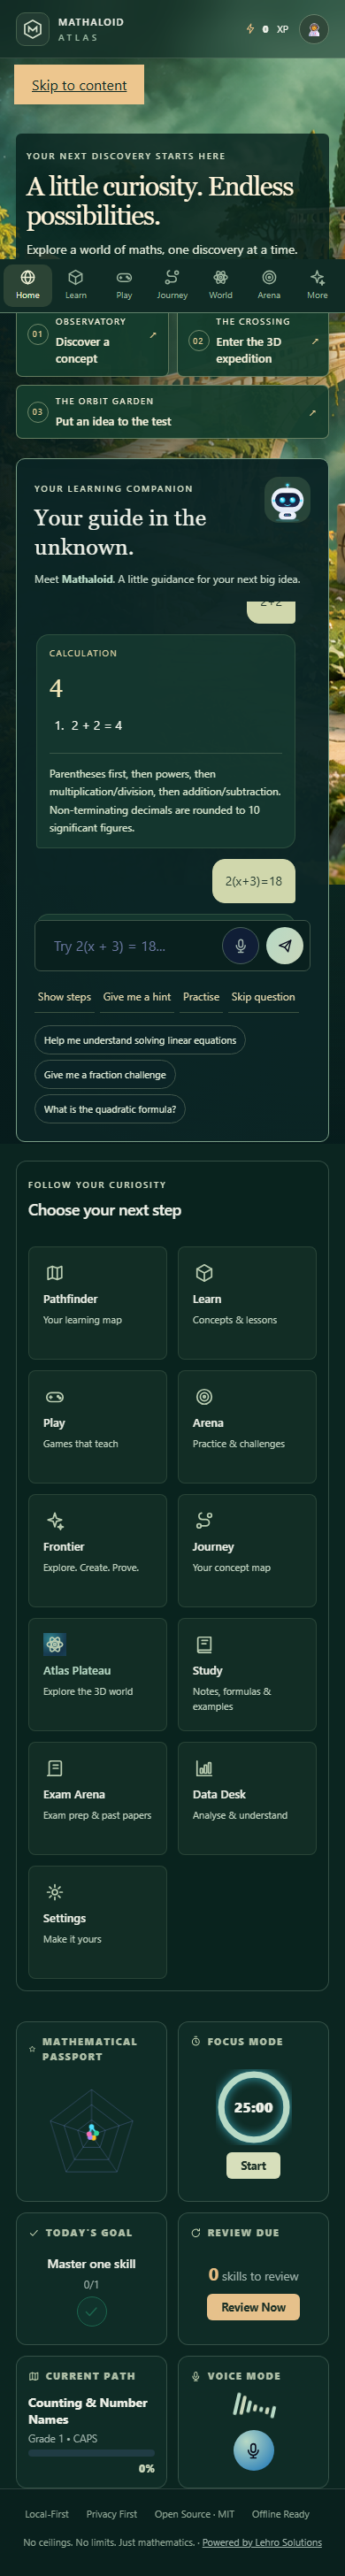 MATHALOID
ATLAS
0 XP
Skip to content
YOUR NEXT DISCOVERY STARTS HERE
A little curiosity. Endless
possibilities.
Explore a world of maths, one discovery at a time.
Home
Learn
Play
Journey
World
Arena
More
01
OBSERVATORY
Discover a
concept
↗
02
THE CROSSING
Enter the 3D
expedition
↗
03
THE ORBIT GARDEN
Put an idea to the test
↗
YOUR LEARNING COMPANION
Your guide in the
unknown.
Meet Mathaloid. A little guidance for your next big idea.
2+2
CALCULATION
4
1. 2 + 2 = 4
Parentheses first, then powers, then
multiplication/division, then addition/subtraction.
Non-terminating decimals are rounded to 10
significant figures.
2(x+3)=18
Try 2(x + 3) = 18...
Show steps
Give me a hint
Practise
Skip question
Help me understand solving linear equations
Give me a fraction challenge
What is the quadratic formula?
FOLLOW YOUR CURIOSITY
Choose your next step
Pathfinder
Your learning map
Learn
Concepts & lessons
Play
Games that teach
Arena
Practice & challenges
Frontier
Explore. Create. Prove.
Journey
Your concept map
Atlas Plateau
Explore the 3D world
Study
Notes, formulas &
examples
Exam Arena
Exam prep & past papers
Data Desk
Analyse & understand
Settings
Make it yours
MATHEMATICAL
PASSPORT
FOCUS MODE
25:00
Start
TODAY'S GOAL
Master one skill
0/1
REVIEW DUE
0 skills to review
Review Now
CURRENT PATH
Counting & Number
Names
Grade 1 • CAPS
0%
VOICE MODE
Local-First
Privacy First
Open Source · MIT
Offline Ready
No ceilings. No limits. Just mathematics. · Powered by Lehro Solutions